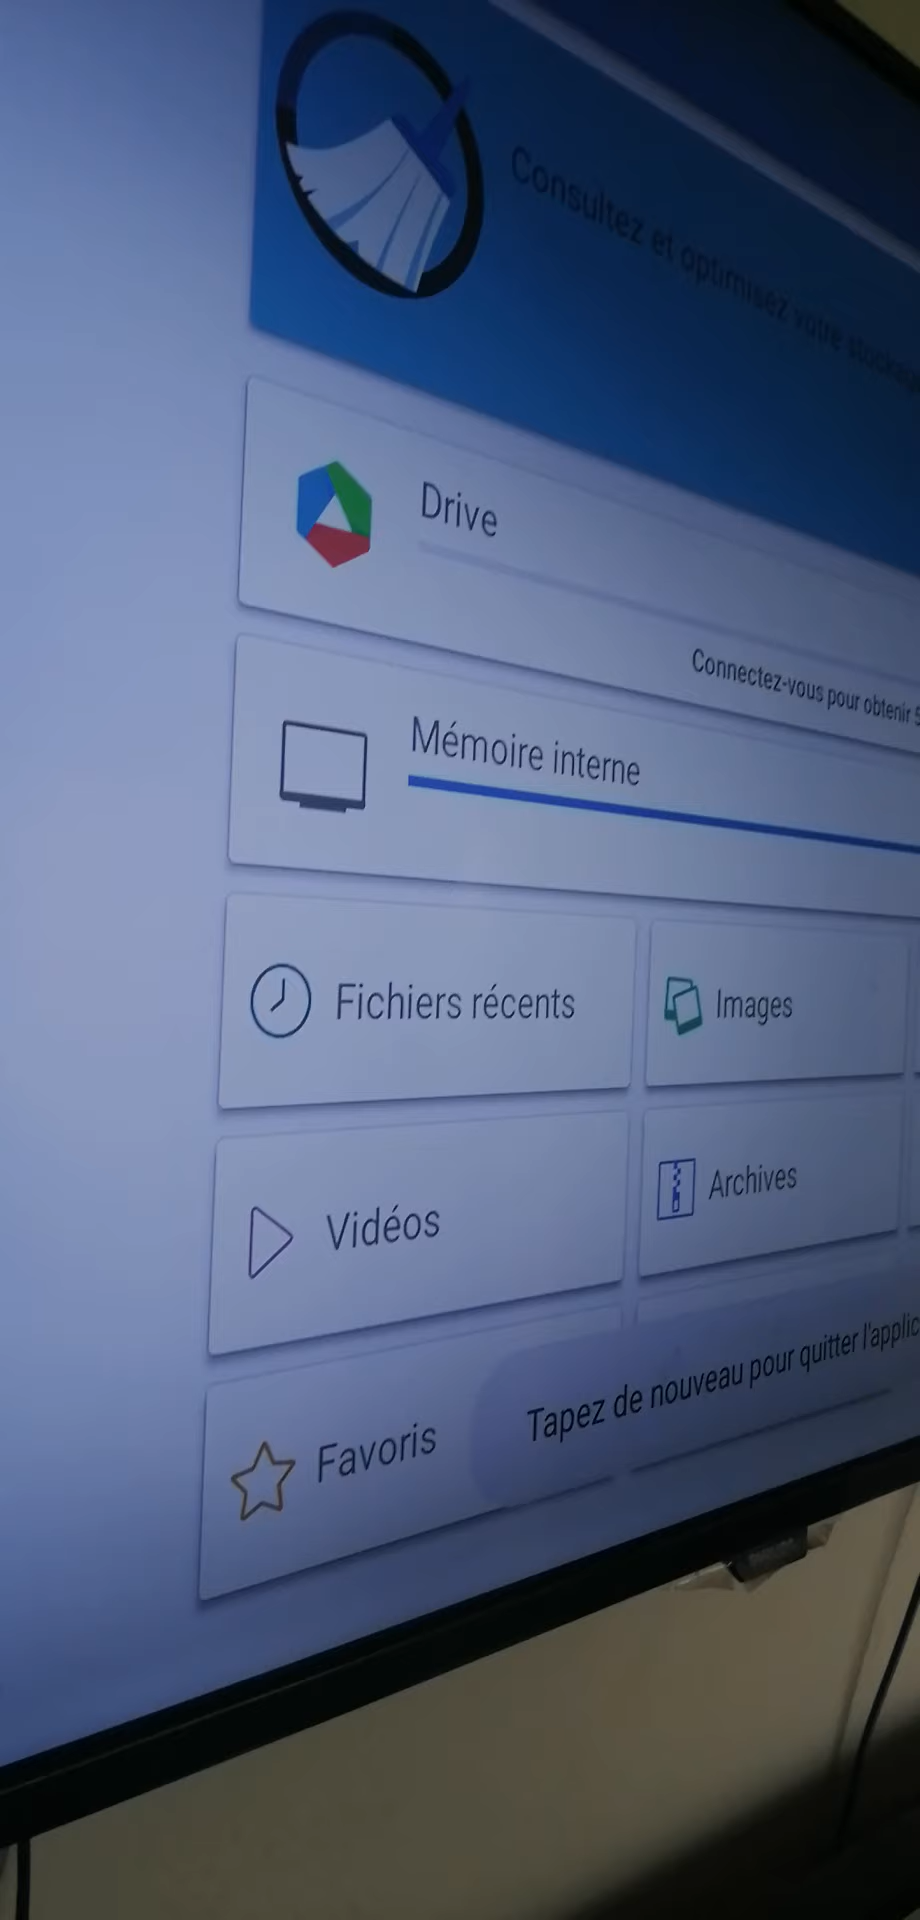 Consultez et optimisez votre
Drive
Connectez-vous pour obtenir
Mémoire interne
Fichiers récents
Images
Vidéos
Archives
Favoris
Tapez de nouveau pour quitter